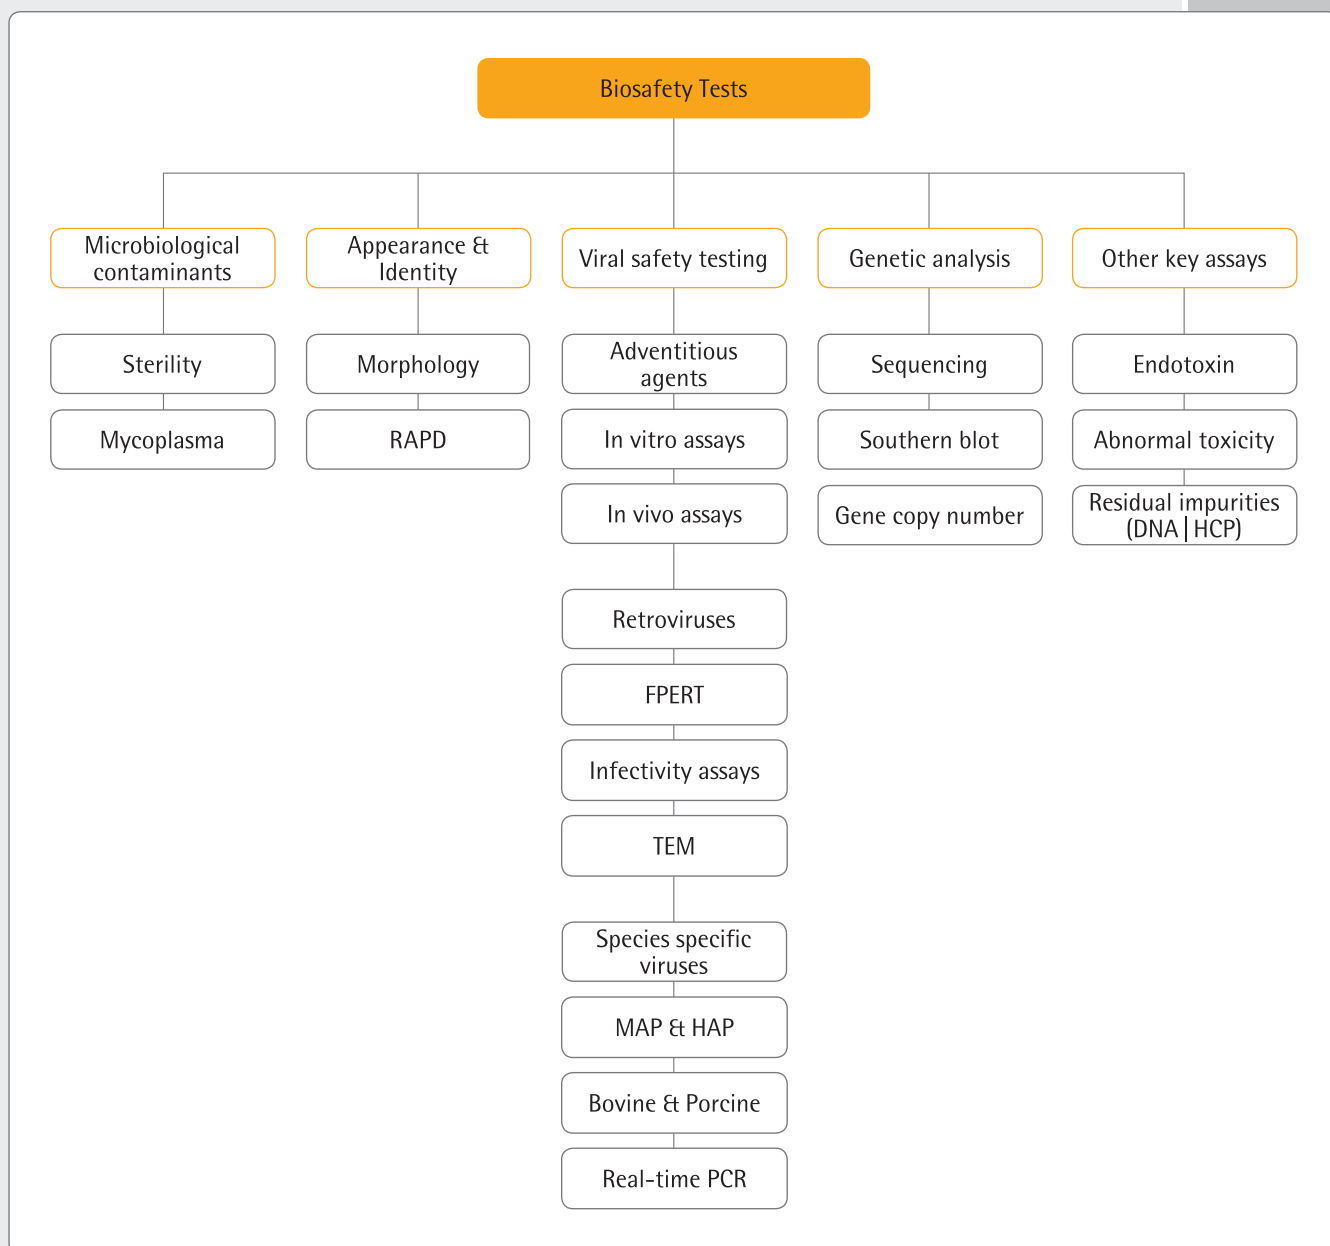 Biosafety Tests
Microbiological
contaminants
Sterility
Mycoplasma
Appearance &
Identity
Morphology
RAPD
Viral safety testing
Adventitious
agents
In vitro assays
In vivo assays
Retroviruses
FPERT
Infectivity assays
TEM
Species specific
viruses
MAP & HAP
Bovine & Porcine
Real-time PCR
Genetic analysis
Sequencing
Southern blot
Gene copy number
Other key assays
Endotoxin
Abnormal toxicity
Residual impurities
(DNA|HCP)